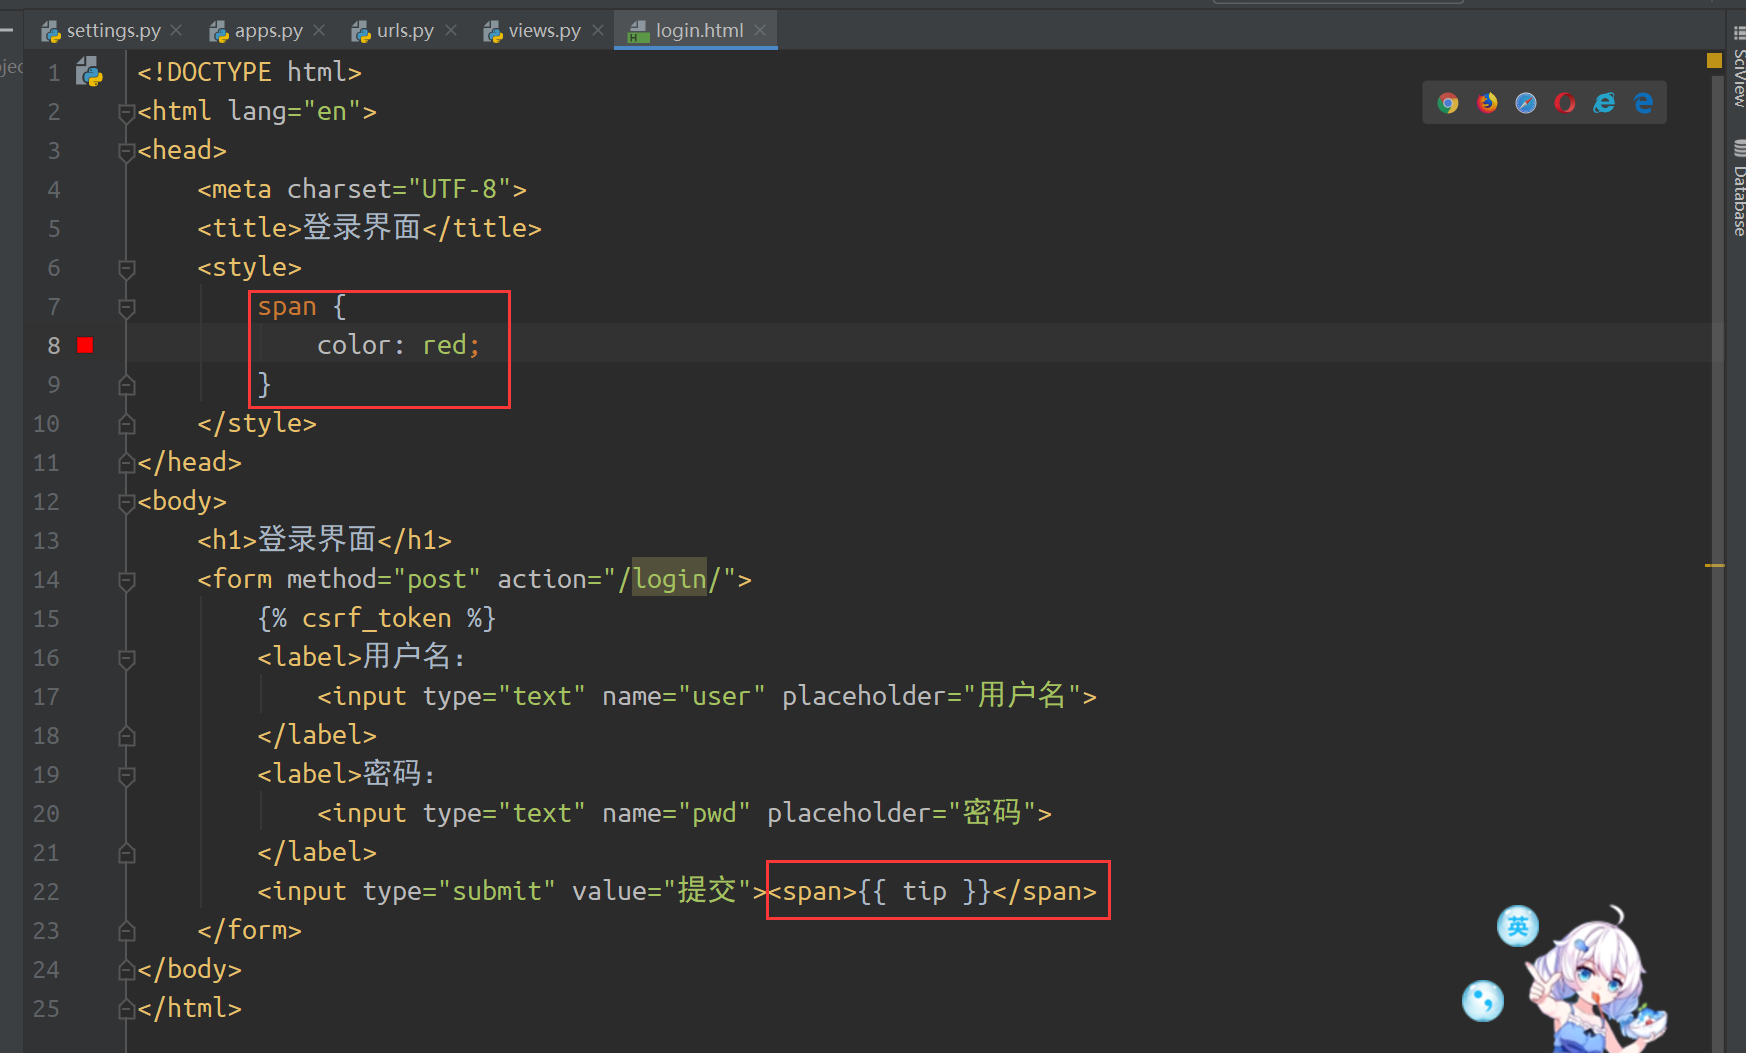 settings.py
apps.py
urls.py
views.py
login.html
SciView
Database
1 <!DOCTYPE html>
2 <html lang="en">
3 <head>
4     <meta charset="UTF-8">
5     <title>登录界面</title>
6     <style>
7         span {
8             color: red;
9         }
10     </style>
11 </head>
12 <body>
13     <h1>登录界面</h1>
14     <form method="post" action="/login/">
15         {% csrf_token %}
16         <label>用户名：
17             <input type="text" name="user" placeholder="用户名">
18         </label>
19         <label>密码：
20             <input type="text" name="pwd" placeholder="密码">
21         </label>
22         <input type="submit" value="提交"><span>{{ tip }}</span>
23     </form>
24 </body>
25 </html>
英